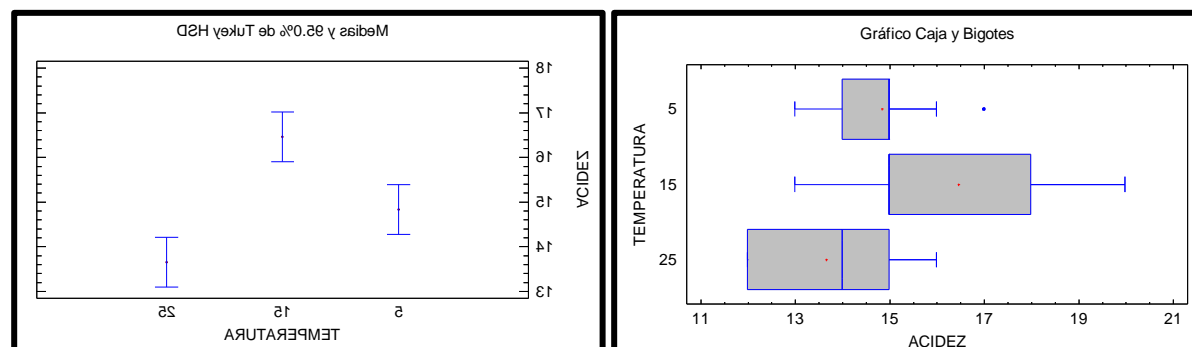 Medias y 95.0% de Tukey HSD
18
17
16
15
14
13
ACIDEZ
25 15 5
TEMPERATURA
Gráfico Caja y Bigotes
TEMPERATURA
5
15
25
11 13 15 17 19 21
ACIDEZ